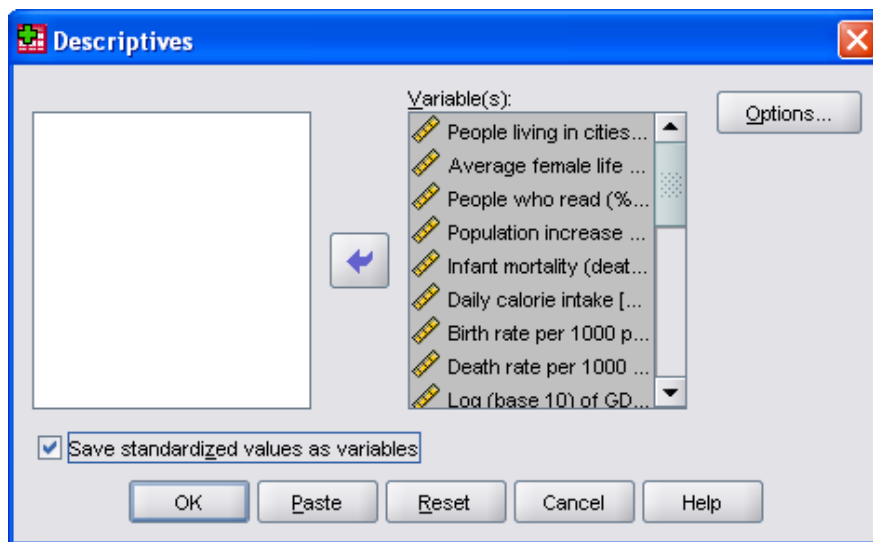 Descriptives
Variable(s):
Options...
People living in cities...
Average female life ...
People who read (%...
Population increase ...
Infant mortality (deat...
Daily calorie intake [...
Birth rate per 1000 p...
Death rate per 1000 ...
Log (base 10) of GD...
Save standardized values as variables
OK
Paste
Reset
Cancel
Help